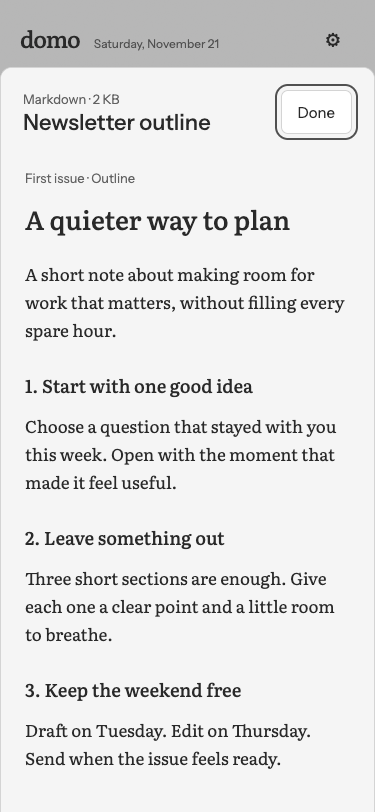 domo Saturday, November 21
Markdown · 2 KB
Newsletter outline
Done
First issue · Outline
A quieter way to plan
A short note about making room for
work that matters, without filling every
spare hour.
1. Start with one good idea
Choose a question that stayed with you
this week. Open with the moment that
made it feel useful.
2. Leave something out
Three short sections are enough. Give
each one a clear point and a little room
to breathe.
3. Keep the weekend free
Draft on Tuesday. Edit on Thursday.
Send when the issue feels ready.